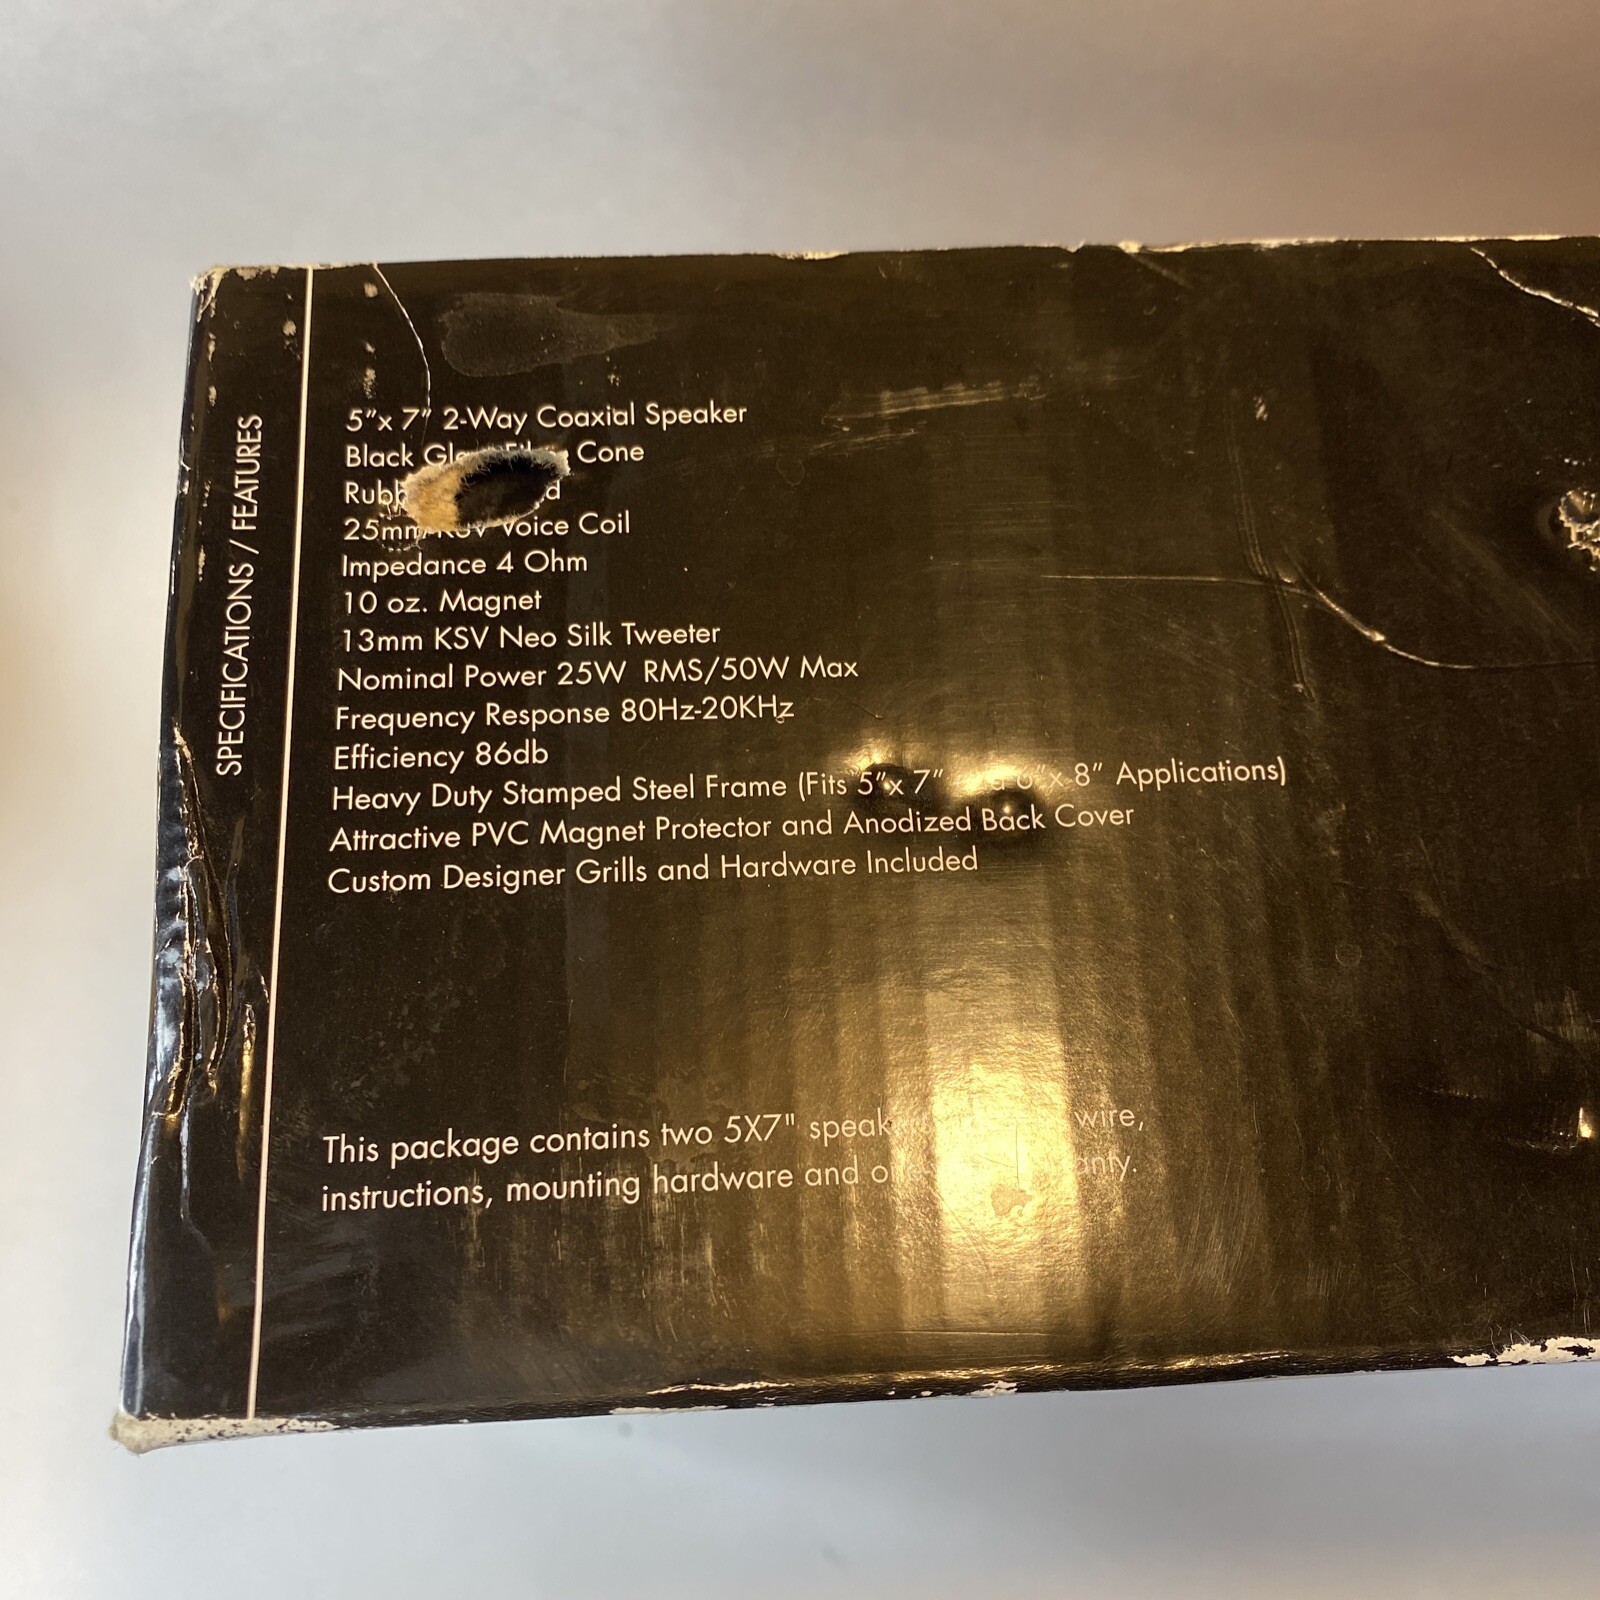 SPECIFICATIONS / FEATURES
5"x 7" 2-Way Coaxial Speaker
Black Cone
25mm KSV Voice Coil
Impedance 4 Ohm
10 oz. Magnet
13mm KSV Neo Silk Tweeter
Nominal Power 25W RMS/50W Max
Frequency Response 80Hz-20KHz
Efficiency 86db
Heavy Duty Stamped Steel Frame (Fits 5"x 7" 6"x 8" Applications)
Attractive PVC Magnet Protector and Anodized Back Cover
Custom Designer Grills and Hardware Included
This package contains two 5X7" wire,
instructions, mounting hardware and